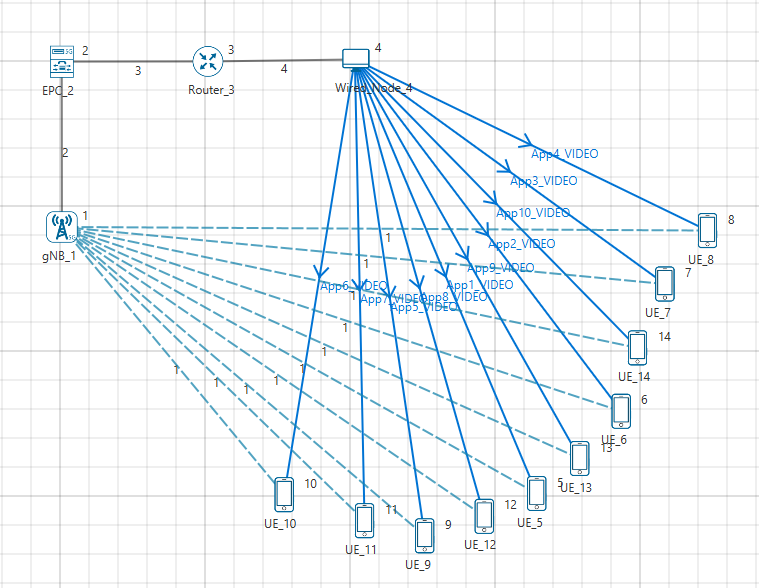 2
3
4
EPC_2
3
Router_3
4
Wired_Node_4
2
App4_VIDEO
App3_VIDEO
1
App10_VIDEO
8
gNB_1
1
App2_VIDEO
UE_8
1
App9_VIDEO
7
App6_VIDEO
1
App7_VIDEO
App5_VIDEO
App8_VIDEO
App1_VIDEO
UE_7
1
14
1
UE_14
1
1
1
1
1
6
UE_6
13
UE_13
10
5
UE_10
11
UE_11
9
UE_9
12
UE_12
UE_5